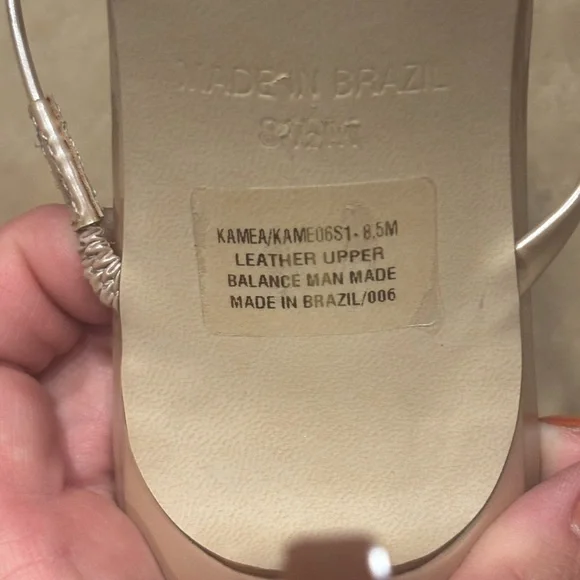 MADE IN BRAZIL
KAMEA/KAME06S1-8.5M
LEATHER UPPER
BALANCE MAN MADE
MADE IN BRAZIL/006